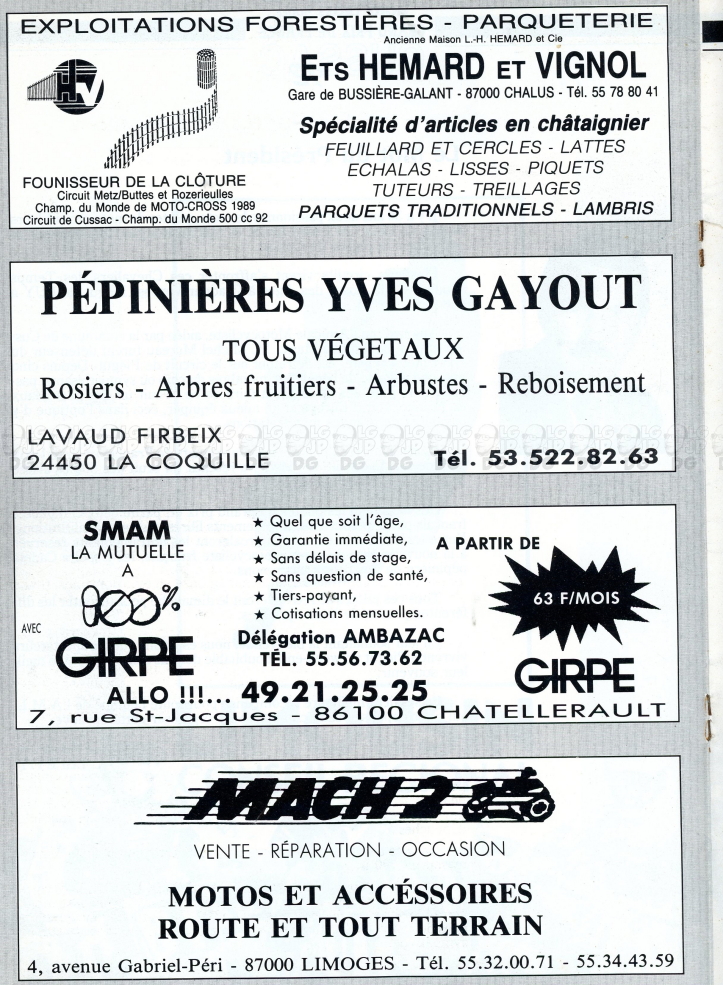 EXPLOITATIONS FORESTIÈRES - PARQUETERIE
Ancienne Maison L.-H. HEMARD et Cie
ETS HEMARD ET VIGNOL
Gare de BUSSIÈRE-GALANT - 87000 CHALUS - Tél. 55 78 80 41
HV
Spécialité d'articles en châtaignier
FEUILLARD ET CERCLES - LATTES
ECHALAS - LISSES - PIQUETS
TUTEURS - TREILLAGES
PARQUETS TRADITIONNELS - LAMBRIS
FOUNISSEUR DE LA CLÔTURE
Circuit Metz/Buttes et Rozerieulles
Champ. du Monde de MOTO-CROSS 1989
Circuit de Cussac - Champ. du Monde 500 cc 92
PÉPINIÈRES YVES GAYOUT
TOUS VÉGETAUX
Rosiers - Arbres fruitiers - Arbustes - Reboisement
LAVAUD FIRBEIX
24450 LA COQUILLE
Tél. 53.522.82.63
LG JP DG
SMAM
LA MUTUELLE
A
100%
AVEC
GIRPE
★ Quel que soit l'âge,
★ Garantie immédiate,
★ Sans délais de stage,
★ Sans question de santé,
★ Tiers-payant,
★ Cotisations mensuelles.
Délégation AMBAZAC
TÉL. 55.56.73.62
A PARTIR DE
63 F/MOIS
GIRPE
ALLO !!!... 49.21.25.25
7, rue St-Jacques - 86100 CHATELLERAULT
MACH 2
VENTE - RÉPARATION - OCCASION
MOTOS ET ACCÉSSOIRES
ROUTE ET TOUT TERRAIN
4, avenue Gabriel-Péri - 87000 LIMOGES - Tél. 55.32.00.71 - 55.34.43.59